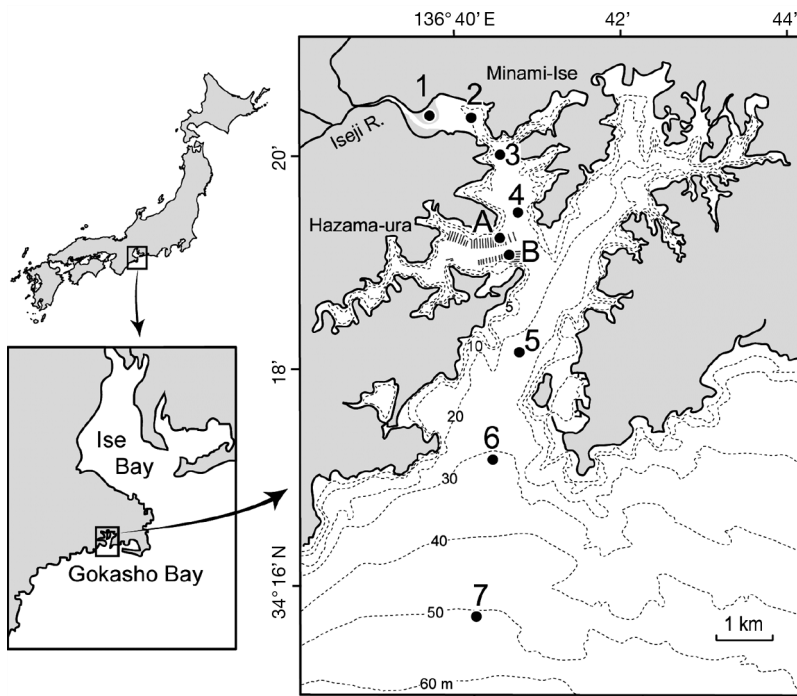 136° 40' E
42'
44'
Minami-Ise
1
2
Iseji R.
20'
3
4
Hazama-ura
A
B
5
5
10
18'
20
6
30
Ise
Bay
40
Gokasho Bay
34° 16' N
7
50
1 km
60 m